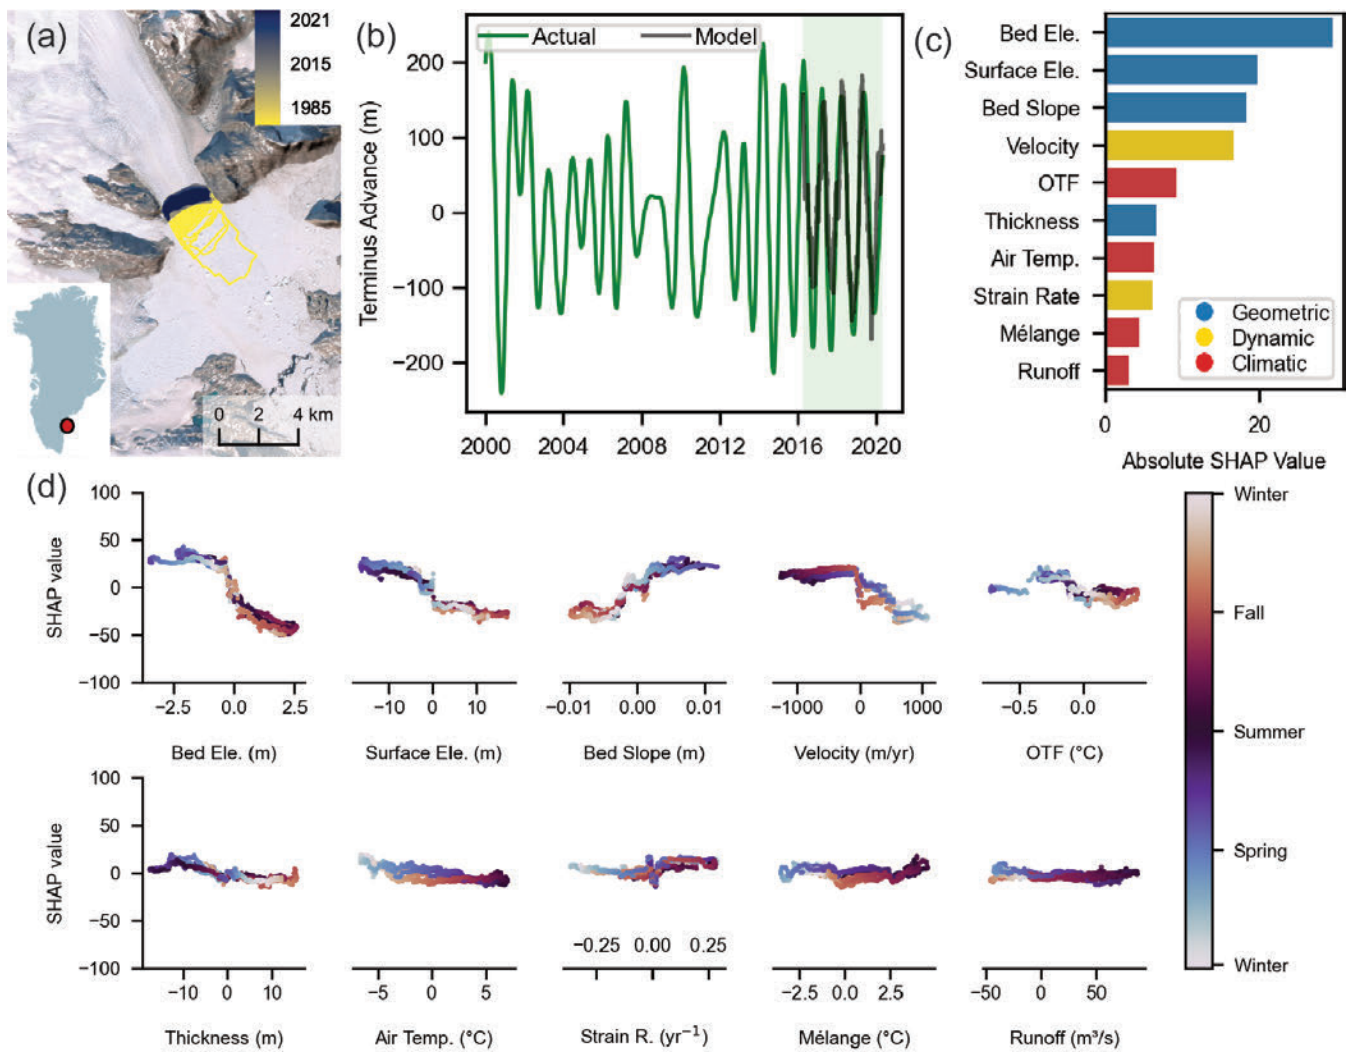 (a)
2021
2015
1985
0 2 4 km
(b)
Actual Model
Terminus Advance (m)
200
100
0
−100
−200
2000 2004 2008 2012 2016 2020
(c)
Bed Ele.
Surface Ele.
Bed Slope
Velocity
OTF
Thickness
Air Temp.
Strain Rate
Mélange
Runoff
Geometric
Dynamic
Climatic
0 20
Absolute SHAP Value
(d)
SHAP value
100
50
0
−50
−100
−2.5 0.0 2.5
Bed Ele. (m)
−10 0 10
Surface Ele. (m)
−0.01 0.00 0.01
Bed Slope (m)
−1000 0 1000
Velocity (m/yr)
−0.5 0.0
OTF (°C)
SHAP value
100
50
0
−50
−100
−10 0 10
Thickness (m)
−5 0 5
Air Temp. (°C)
−0.25 0.00 0.25
Strain R. (yr⁻¹)
−2.5 0.0 2.5
Mélange (°C)
−50 0 50
Runoff (m³/s)
Winter
Fall
Summer
Spring
Winter